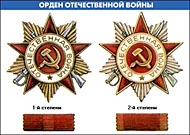 ОРДЕН ОТЕЧЕСТВЕННОЙ ВОЙНЫ
ОТЕЧЕСТВЕННАЯ ВОЙНА
ОТЕЧЕСТВЕННАЯ ВОЙНА
1-й степени
2-й степени